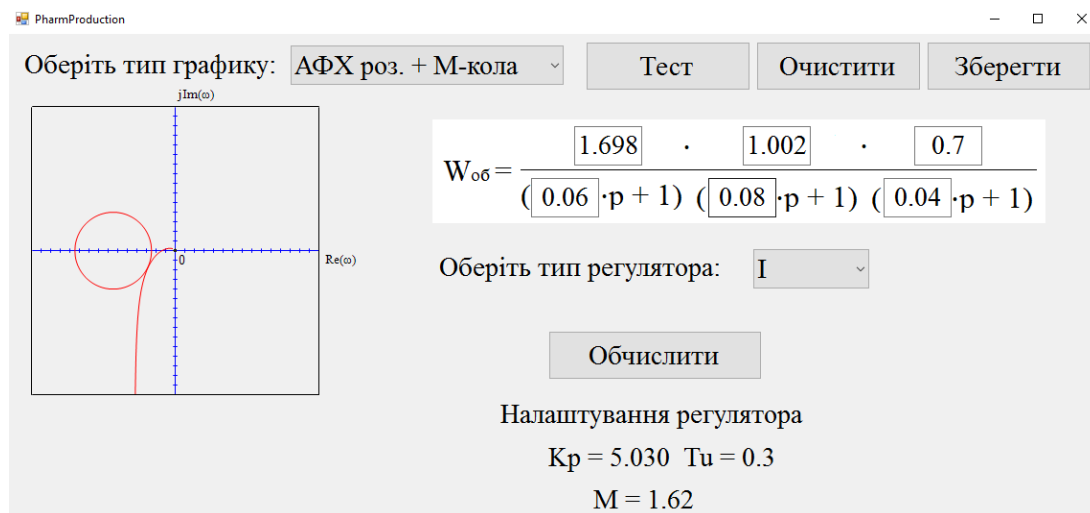 PharmProduction
Оберіть тип графику: АФХ роз. + М-кола Тест Очистити Зберегти
jIm(ω)
1.698 · 1.002 · 0.7
Wоб =
( 0.06 ·p + 1) ( 0.08 ·p + 1) ( 0.04 ·p + 1)
0
Re(ω)
Оберіть тип регулятора: I
Обчислити
Налаштування регулятора
Kp = 5.030 Tu = 0.3
M = 1.62